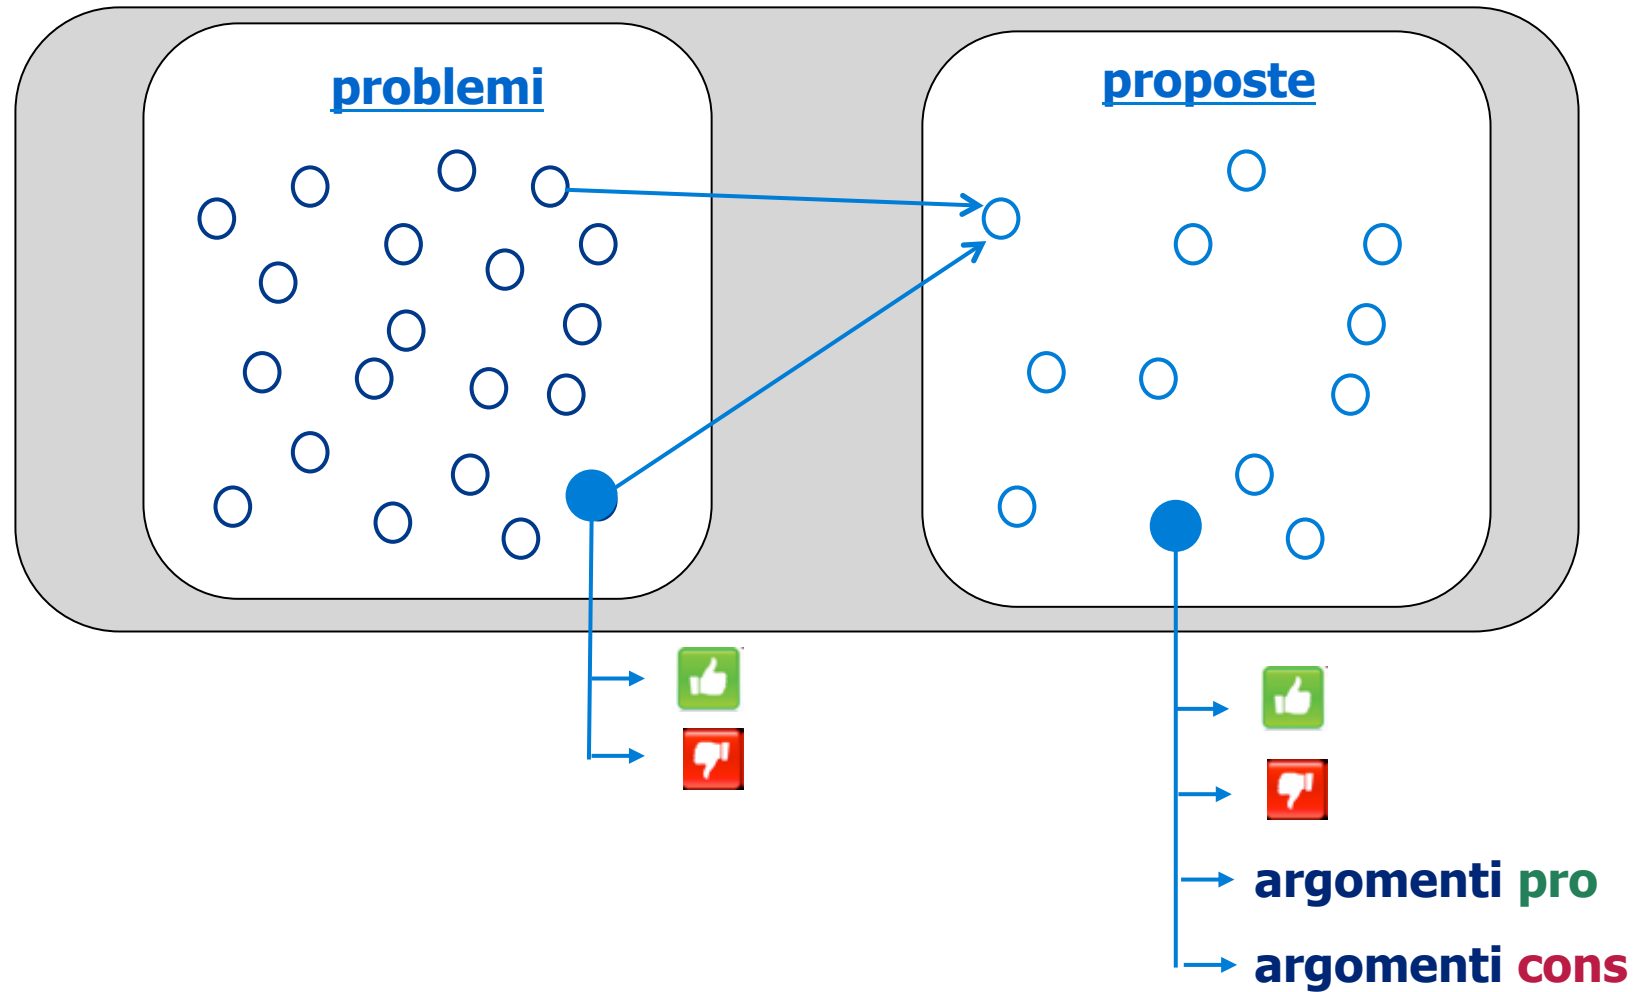 problemi
proposte
argomenti pro
argomenti cons